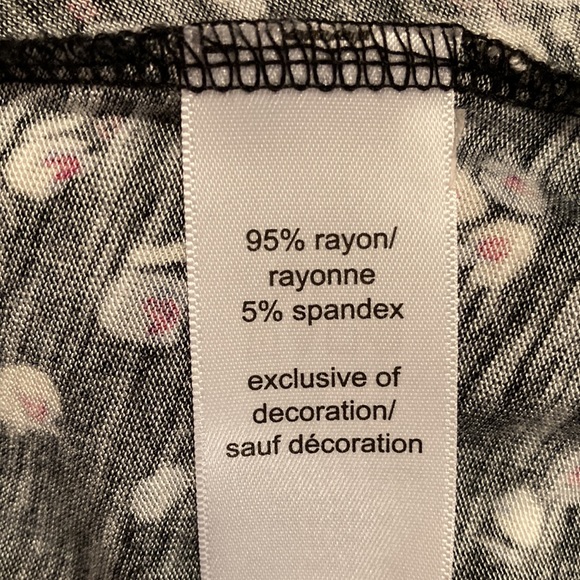 95% rayon/
rayonne
5% spandex
exclusive of
decoration/
sauf décoration